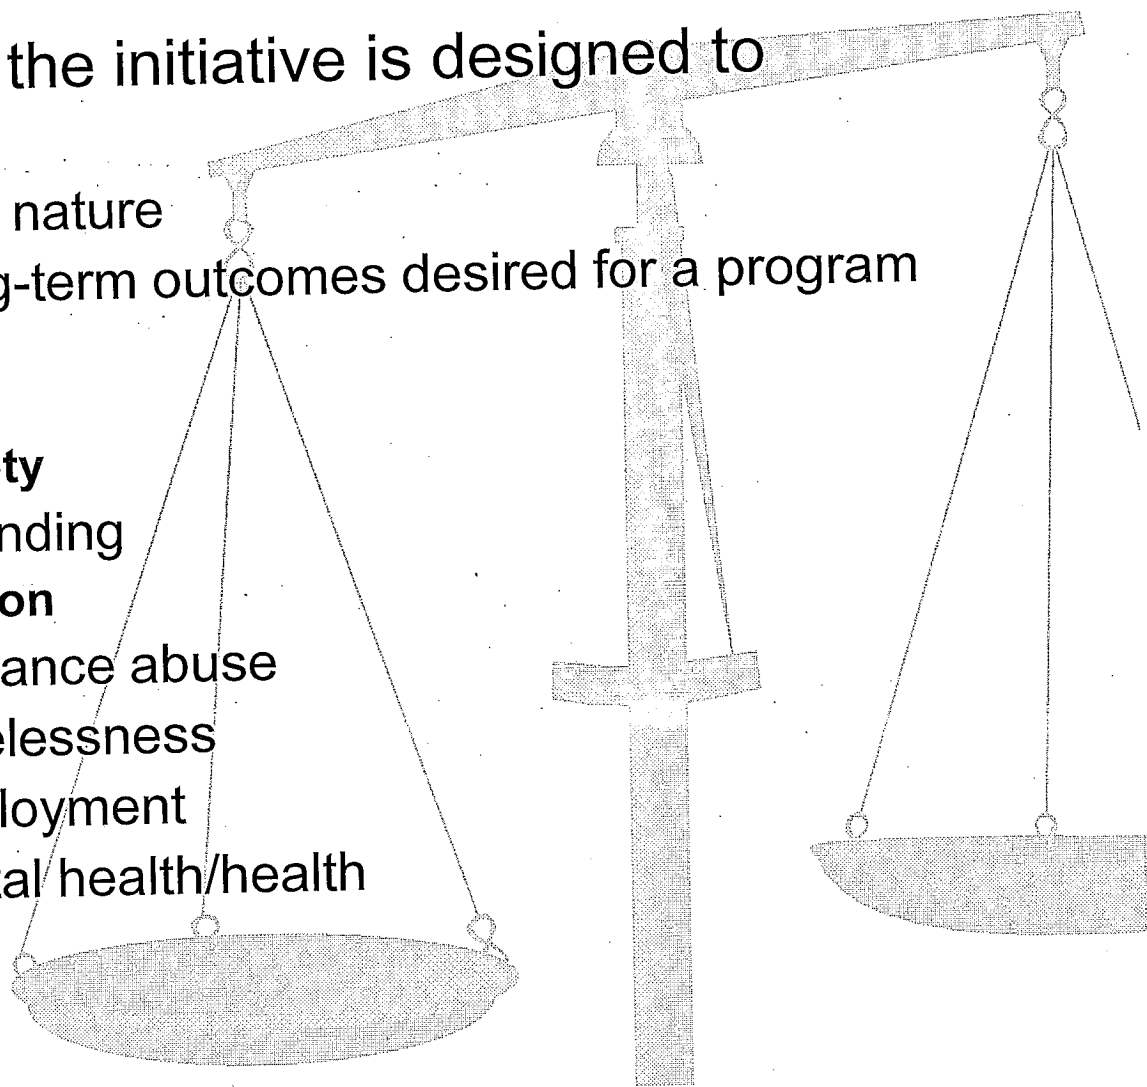 the initiative is designed to
nature
g-term outcomes desired for a program
ty
nding
on
ance abuse
elessness
loyment
tal health/health